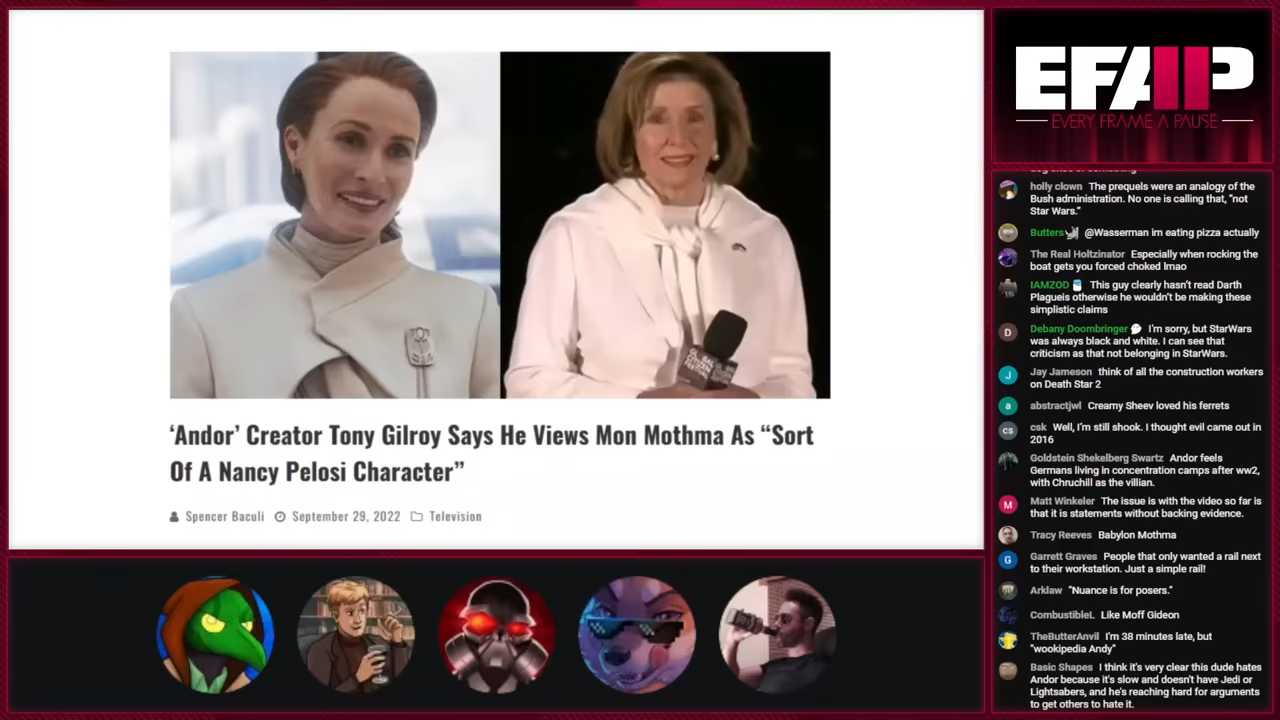 GLOBAL
CITIZEN
FESTIVAL
‘Andor’ Creator Tony Gilroy Says He Views Mon Mothma As “Sort
Of A Nancy Pelosi Character”
Spencer Baculi September 29, 2022 Television
EFAP
EVERY FRAME A PAUSE
holly clown The prequels were an analogy of the
Bush administration. No one is calling that, "not
Star Wars."
Butters @Wasserman im eating pizza actually
The Real Holtzinator Especially when rocking the
boat gets you forced choked lmao
IAMZOD This guy clearly hasn't read Darth
Plagueis otherwise he wouldn't be making these
simplistic claims
D
Debany Doombringer I'm sorry, but StarWars
was always black and white. I can see that
criticism as that not belonging in StarWars.
J
Jay Jameson think of all the construction workers
on Death Star 2
a
abstractjwl Creamy Sheev loved his ferrets
cs
csk Well, I'm still shook. I thought evil came out in
2016
Goldstein Shekelberg Swartz Andor feels
Germans living in concentration camps after ww2,
with Chruchill as the villian.
M
Matt Winkeler The issue is with the video so far is
that it is statements without backing evidence.
Tracy Reeves Babylon Mothma
G
Garrett Graves People that only wanted a rail next
to their workstation. Just a simple rail!
Arklaw "Nuance is for posers."
CombustibleL Like Moff Gideon
TheButterAnvil I'm 38 minutes late, but
"wookipedia Andy"
Basic Shapes I think it's very clear this dude hates
Andor because it's slow and doesn't have Jedi or
Lightsabers, and he's reaching hard for arguments
to get others to hate it.